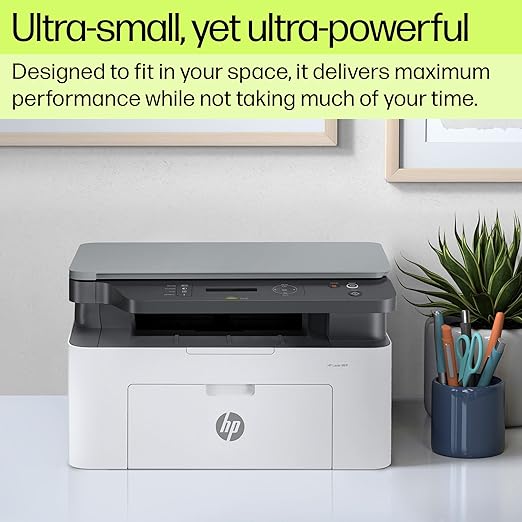 Ultra-small, yet ultra-powerful
Designed to fit in your space, it delivers maximum
performance while not taking much of your time.
hp